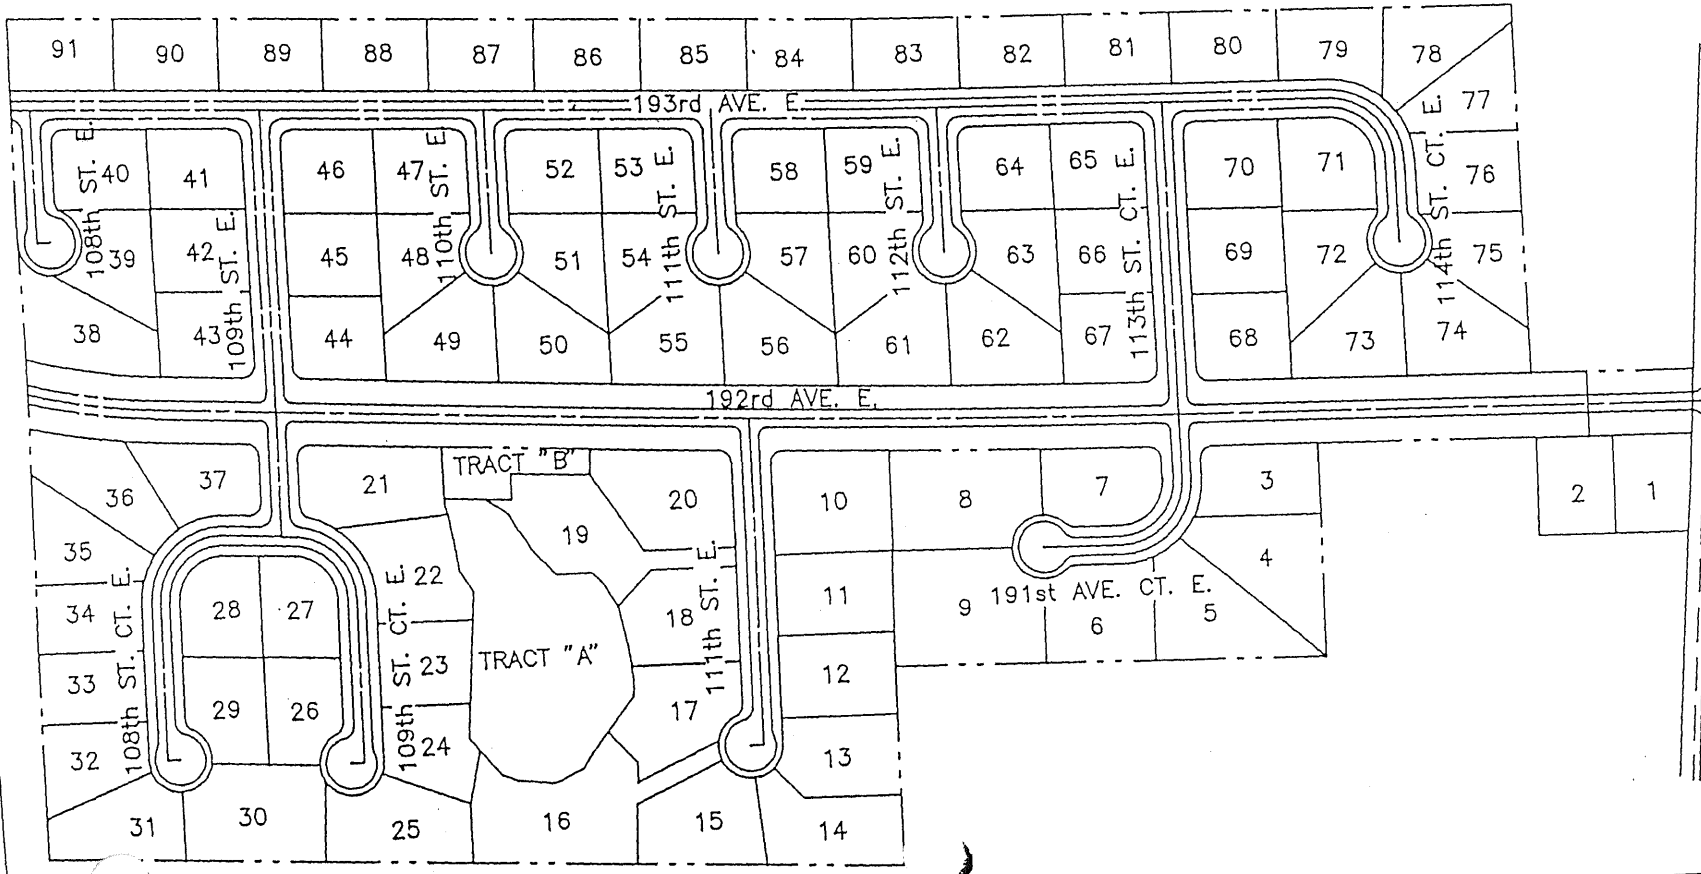 91 90 89 88 87 86 85 84 83 82 81 80 79 78
77
193rd AVE. E.
40 41 46 47 52 53 58 59 64 65 70 71 76
108th ST. E.
109th ST. E.
110th ST. E.
111th ST. E.
112th ST. E.
113th ST. CT. E.
114th ST. CT. E.
39 42 45 48 51 54 57 60 63 66 69 72 75
38 43 44 49 50 55 56 61 62 67 68 73 74
192rd AVE. E.
37 21 TRACT "B" 20 10 8 7 3 2 1
36 19
35 22 4
191st AVE. CT. E.
34 28 27 18 11 9 6 5
108th ST. CT. E.
109th ST. CT. E.
111th ST. E.
33 23 TRACT "A" 12
29 26 17
32 24 13
31 30 25 16 15 14